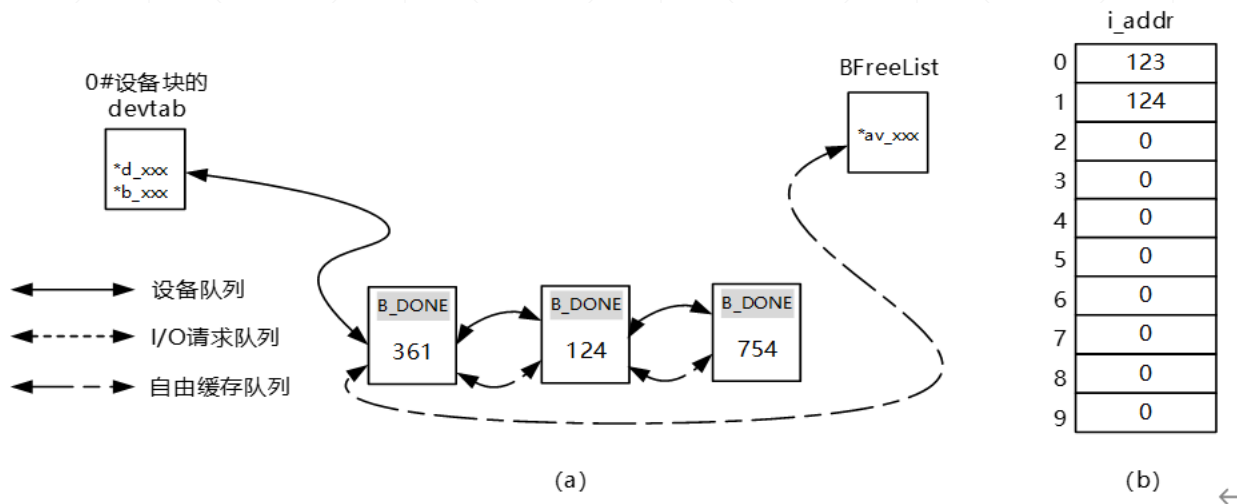 0#设备块的
devtab
*d_xxx
*b_xxx
BFreeList
*av_xxx
设备队列
I/O请求队列
自由缓存队列
B_DONE
361
B_DONE
124
B_DONE
754
(a)
i_addr
0 123
1 124
2 0
3 0
4 0
5 0
6 0
7 0
8 0
9 0
(b)